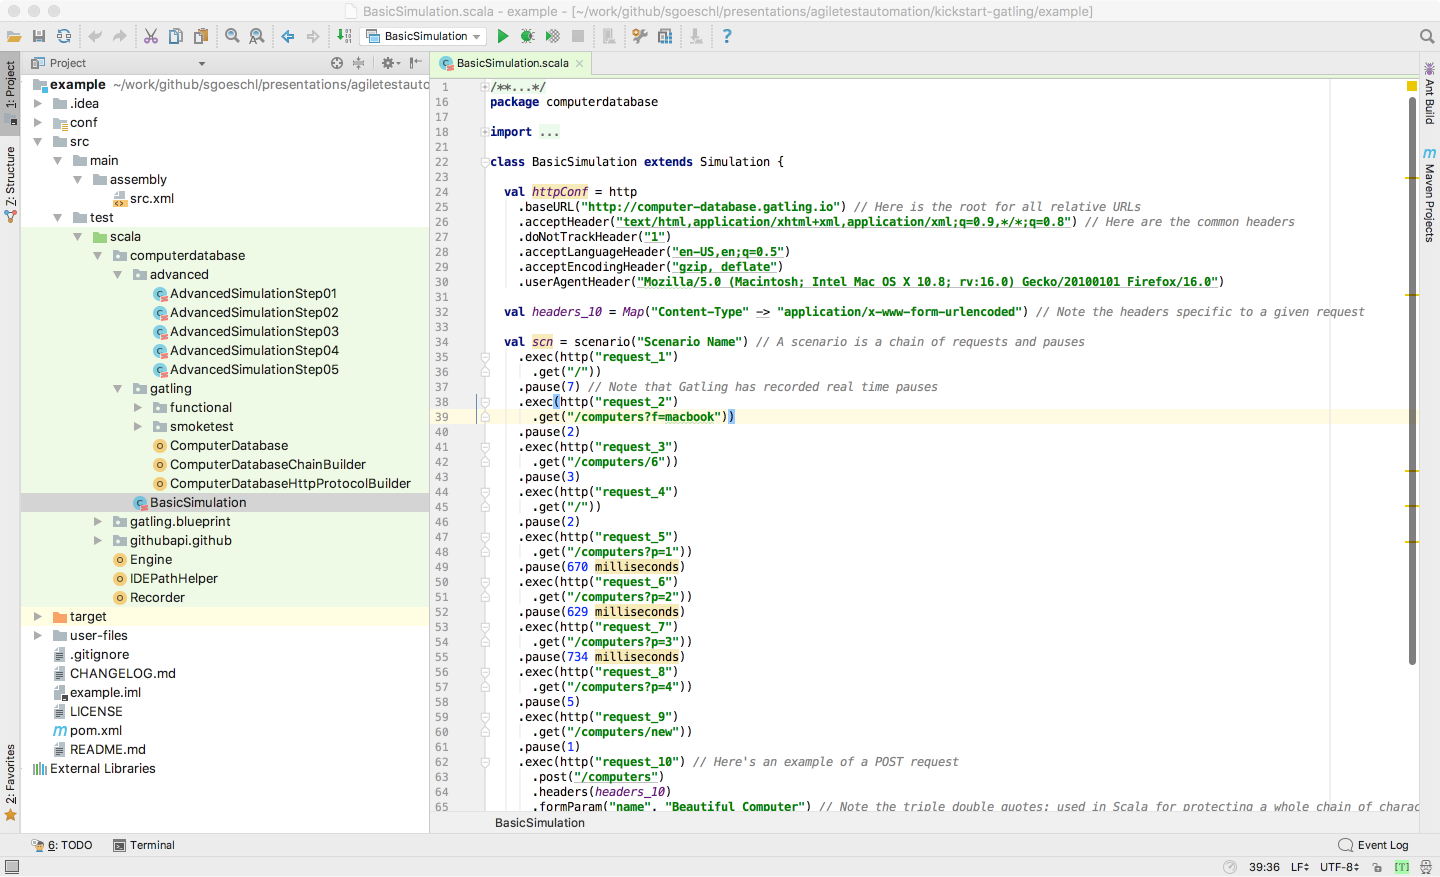 BasicSimulation.scala - example - [~/work/github/sgoeschl/presentations/agiletestautomation/kickstart-gatling/example]
BasicSimulation
Project
BasicSimulation.scala
1: Project
Z: Structure
2: Favorites
example ~/work/github/sgoeschl/presentations/agiletestauto
.idea
conf
src
main
assembly
src.xml
test
scala
computerdatabase
advanced
AdvancedSimulationStep01
AdvancedSimulationStep02
AdvancedSimulationStep03
AdvancedSimulationStep04
AdvancedSimulationStep05
gatling
functional
smoketest
ComputerDatabase
ComputerDatabaseChainBuilder
ComputerDatabaseHttpProtocolBuilder
BasicSimulation
gatling.blueprint
githubapi.github
Engine
IDEPathHelper
Recorder
target
user-files
.gitignore
CHANGELOG.md
example.iml
LICENSE
pom.xml
README.md
External Libraries
1 /**...*/
16 package computerdatabase
17
18 import ...
21
22 class BasicSimulation extends Simulation {
23
24 val httpConf = http
25 .baseURL("http://computer-database.gatling.io") // Here is the root for all relative URLs
26 .acceptHeader("text/html,application/xhtml+xml,application/xml;q=0.9,*/*;q=0.8") // Here are the common headers
27 .doNotTrackHeader("1")
28 .acceptLanguageHeader("en-US,en;q=0.5")
29 .acceptEncodingHeader("gzip, deflate")
30 .userAgentHeader("Mozilla/5.0 (Macintosh; Intel Mac OS X 10.8; rv:16.0) Gecko/20100101 Firefox/16.0")
31
32 val headers_10 = Map("Content-Type" -> "application/x-www-form-urlencoded") // Note the headers specific to a given request
33
34 val scn = scenario("Scenario Name") // A scenario is a chain of requests and pauses
35 .exec(http("request_1")
36 .get("/"))
37 .pause(7) // Note that Gatling has recorded real time pauses
38 .exec(http("request_2")
39 .get("/computers?f=macbook"))
40 .pause(2)
41 .exec(http("request_3")
42 .get("/computers/6"))
43 .pause(3)
44 .exec(http("request_4")
45 .get("/"))
46 .pause(2)
47 .exec(http("request_5")
48 .get("/computers?p=1"))
49 .pause(670 milliseconds)
50 .exec(http("request_6")
51 .get("/computers?p=2"))
52 .pause(629 milliseconds)
53 .exec(http("request_7")
54 .get("/computers?p=3"))
55 .pause(734 milliseconds)
56 .exec(http("request_8")
57 .get("/computers?p=4"))
58 .pause(5)
59 .exec(http("request_9")
60 .get("/computers/new"))
61 .pause(1)
62 .exec(http("request_10") // Here's an example of a POST request
63 .post("/computers")
64 .headers(headers_10)
65 .formParam("name", "Beautiful Computer") // Note the triple double quotes: used in Scala for protecting a whole chain of charac
BasicSimulation
Ant Build
m Maven Projects
6: TODO
Terminal
Event Log
39:36 LF UTF-8 [T]